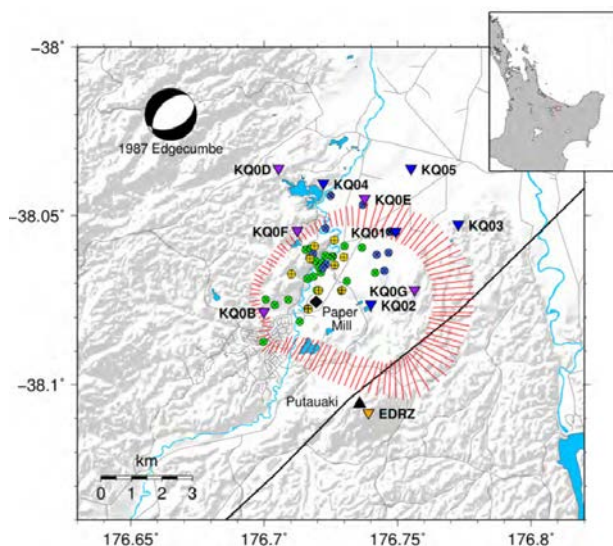 -38°
1987 Edgecumbe
KQ0D
KQ05
KQ04
KQ0E
-38.05°
KQ0F
KQ01
KQ03
KQ0G
KQ0B
KQ02
Paper
Mill
-38.1°
Putauaki
EDRZ
km
0 1 2 3
176.65° 176.7° 176.75° 176.8°